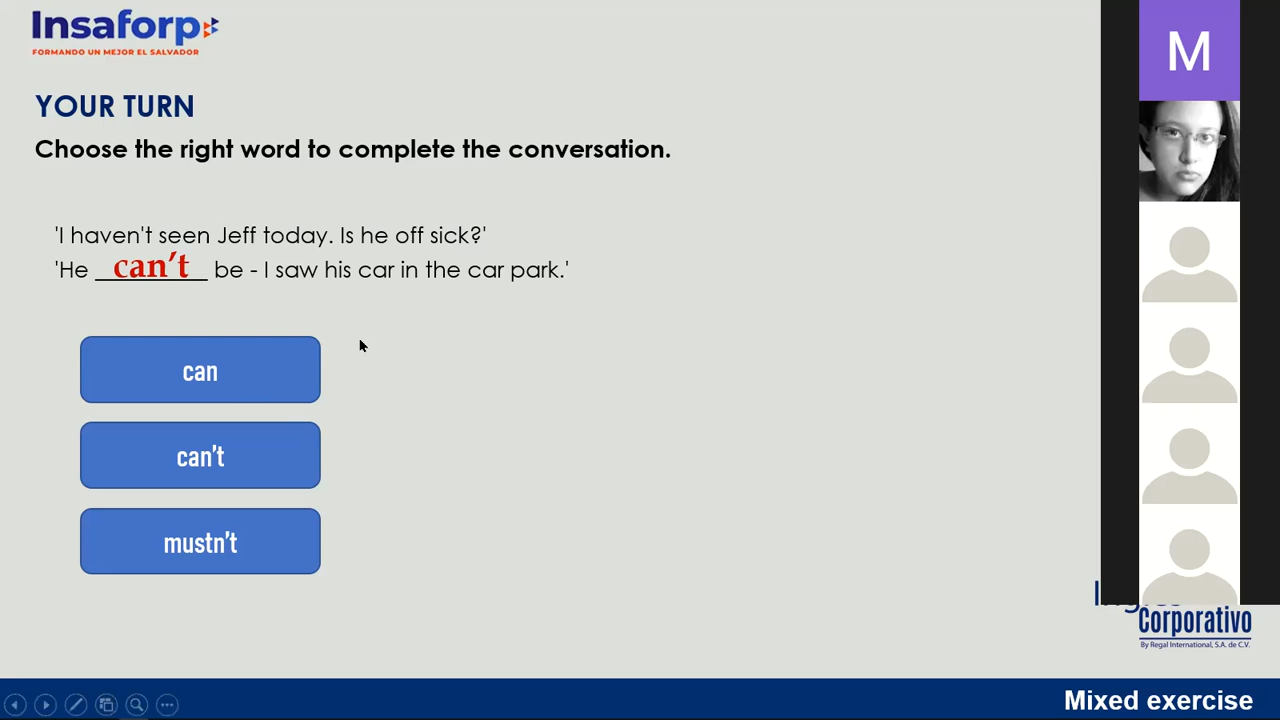 Insaforp
FORMANDO UN MEJOR EL SALVADOR
M
YOUR TURN
Choose the right word to complete the conversation.
'I haven't seen Jeff today. Is he off sick?'
'He can't be - I saw his car in the car park.'
can
can't
mustn't
Corporativo
By Regal International, S.A. de C.V.
Mixed exercise